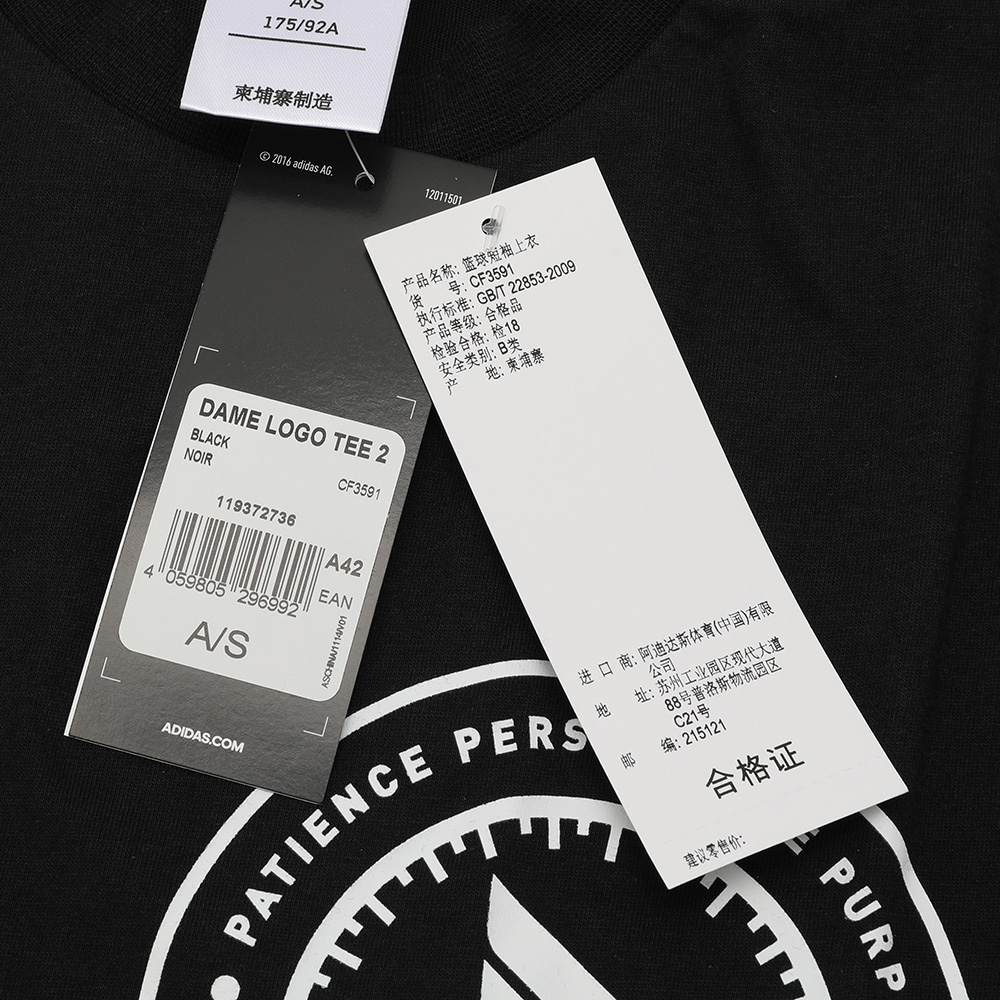 A/S
175/92A
柬埔寨制造
© 2016 adidas AG.
12011501
DAME LOGO TEE 2
BLACK
NOIR
CF3591
119372736
A42
4 059805 296992
EAN
A/S
ASCHINA/1114/V01
ADIDAS.COM
产品名称: 篮球短袖上衣
货 号: CF3591
执行标准: GB/T 22853-2009
产品等级: 合格品
检验合格: 检18
安全类别: B类
产 地: 柬埔寨
进 口 商: 阿迪达斯体育(中国)有限
公司
地 址: 苏州工业园区现代大道
88号普洛斯物流园区
C21号
邮 编: 215121
合格证
建议零售价:
PATIENCE PERS
E PURP